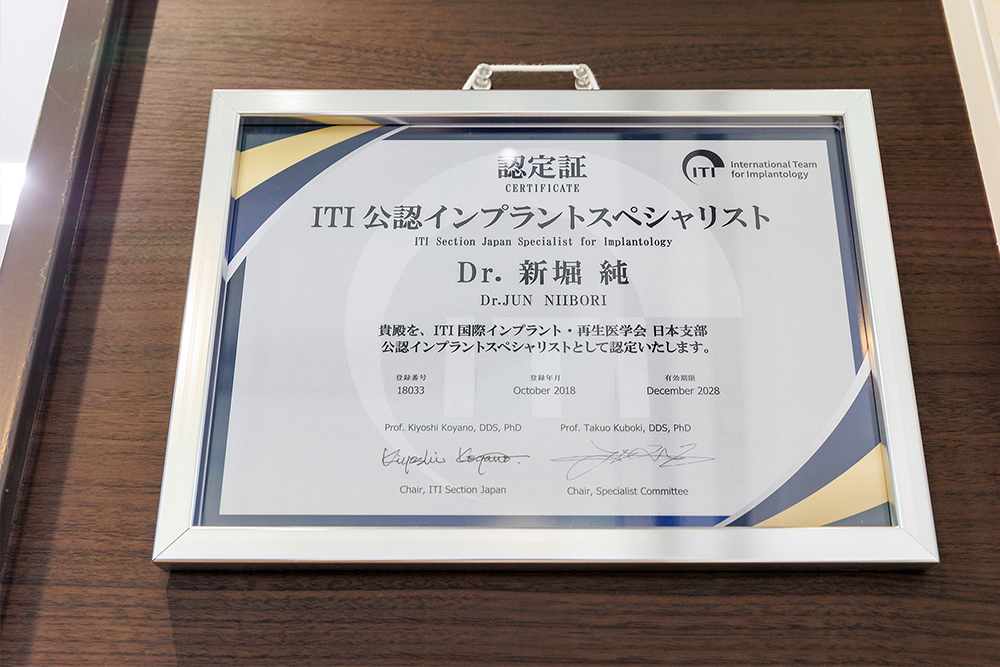 認定証
CERTIFICATE
ITI
International Team
for Implantology
ITI 公認インプラントスペシャリスト
ITI Section Japan Specialist for Implantology
Dr. 新堀 純
Dr.JUN NIIBORI
貴殿を、ITI 国際インプラント・再生医学会 日本支部
公認インプラントスペシャリストとして認定いたします。
登録番号 登録年月 有効期限
18033 October 2018 December 2028
Prof. Kiyoshi Koyano, DDS, PhD Prof. Takuo Kuboki, DDS, PhD
Kiyoshi Koyano
Chair, ITI Section Japan Chair, Specialist Committee